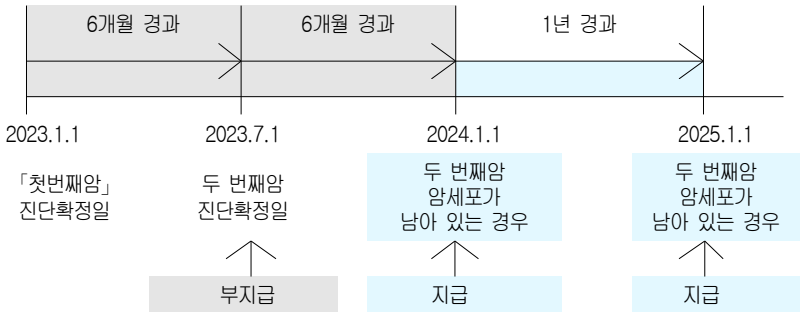 6개월 경과 6개월 경과 1년 경과
2023.1.1 2023.7.1 2024.1.1 2025.1.1
「첫번째암」
진단확정일
두 번째암
진단확정일
두 번째암
암세포가
남아 있는 경우
두 번째암
암세포가
남아 있는 경우
부지급 지급 지급